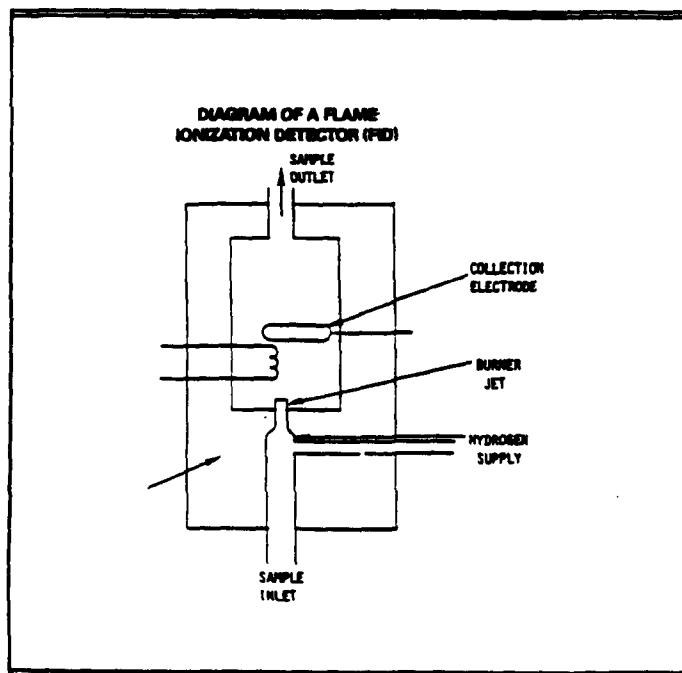 DIAGRAM OF A FLAME
IONIZATION DETECTOR (FID)
SAMPLE
OUTLET
COLLECTION
ELECTRODE
BURNER
JET
HYDROGEN
SUPPLY
SAMPLE
INLET